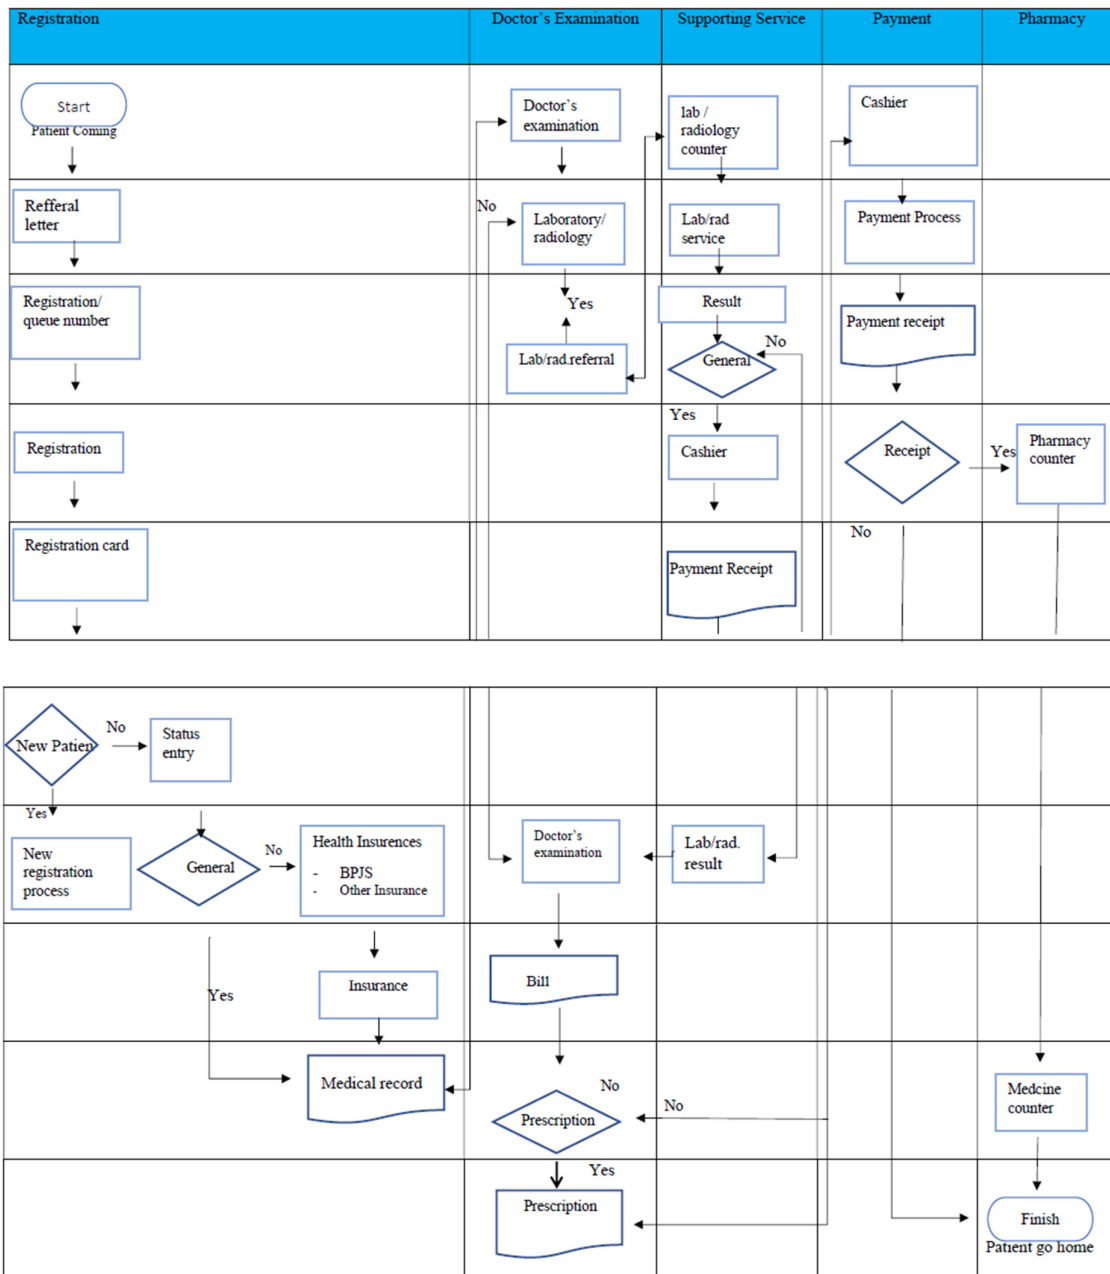 Registration
Doctor's Examination
Supporting Service
Payment
Pharmacy
Start
Patient Coming
Doctor's
examination
lab /
radiology
counter
Cashier
Refferal
letter
No
Laboratory/
radiology
Lab/rad
service
Payment Process
Registration/
queue number
Yes
Lab/rad.referral
Result
No
General
Payment receipt
Registration
Yes
Cashier
Receipt
Yes
Pharmacy
counter
Registration card
Payment Receipt
No
New Patien
No
Status
entry
Yes
New
registration
process
General
No
Health Insurences
- BPJS
- Other Insurance
Doctor's
examination
Lab/rad.
result
Yes
Insurance
Bill
Medical record
No
Prescription
No
Medcine
counter
Yes
Prescription
Finish
Patient go home